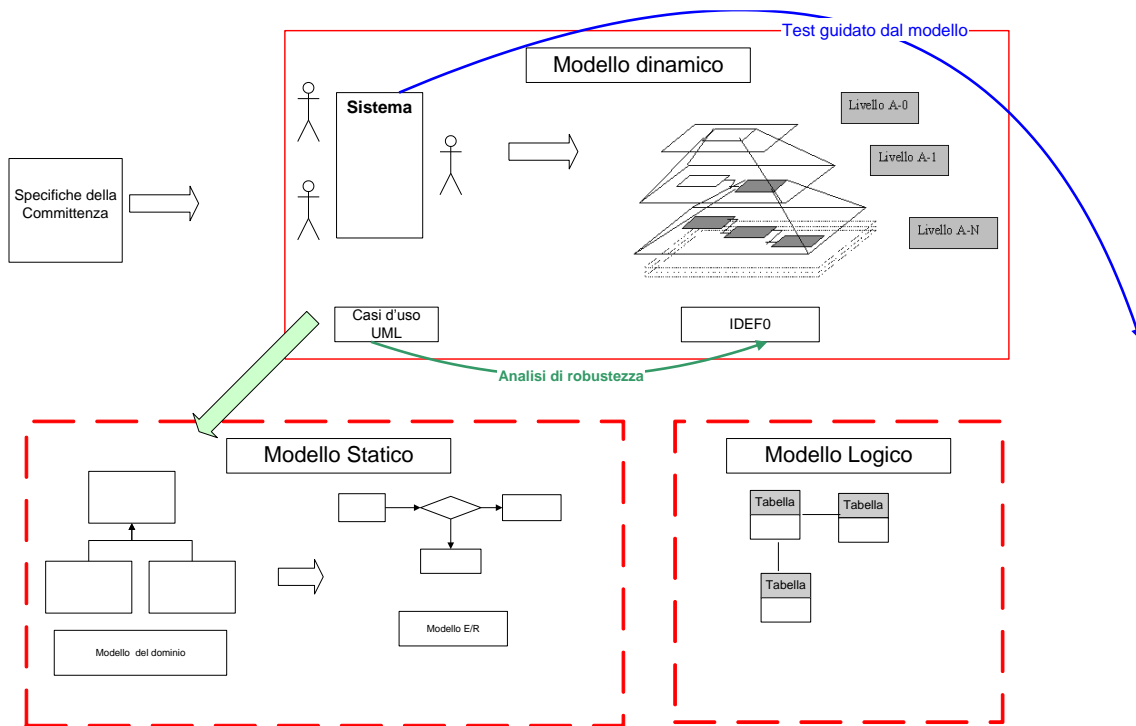 Test guidato dal modello
Modello dinamico
Sistema
Livello A-0
Livello A-1
Livello A-N
Specifiche della
Committenza
Casi d'uso
UML
IDEF0
Analisi di robustezza
Modello Statico
Modello Logico
Tabella
Tabella
Tabella
Modello E/R
Modello del dominio